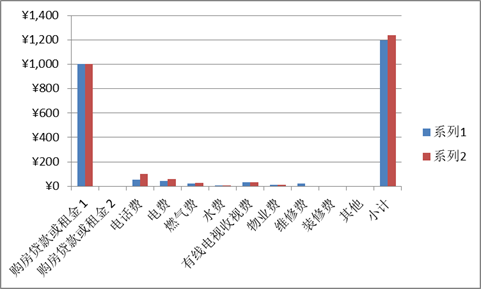 ¥1,400
¥1,200
¥1,000
¥800
¥600
¥400
¥200
¥0
购房贷款或租金1
购房贷款或租金2
电话费
电费
燃气费
水费
有线电视收视费
物业费
维修费
装修费
其他
小计
系列1
系列2